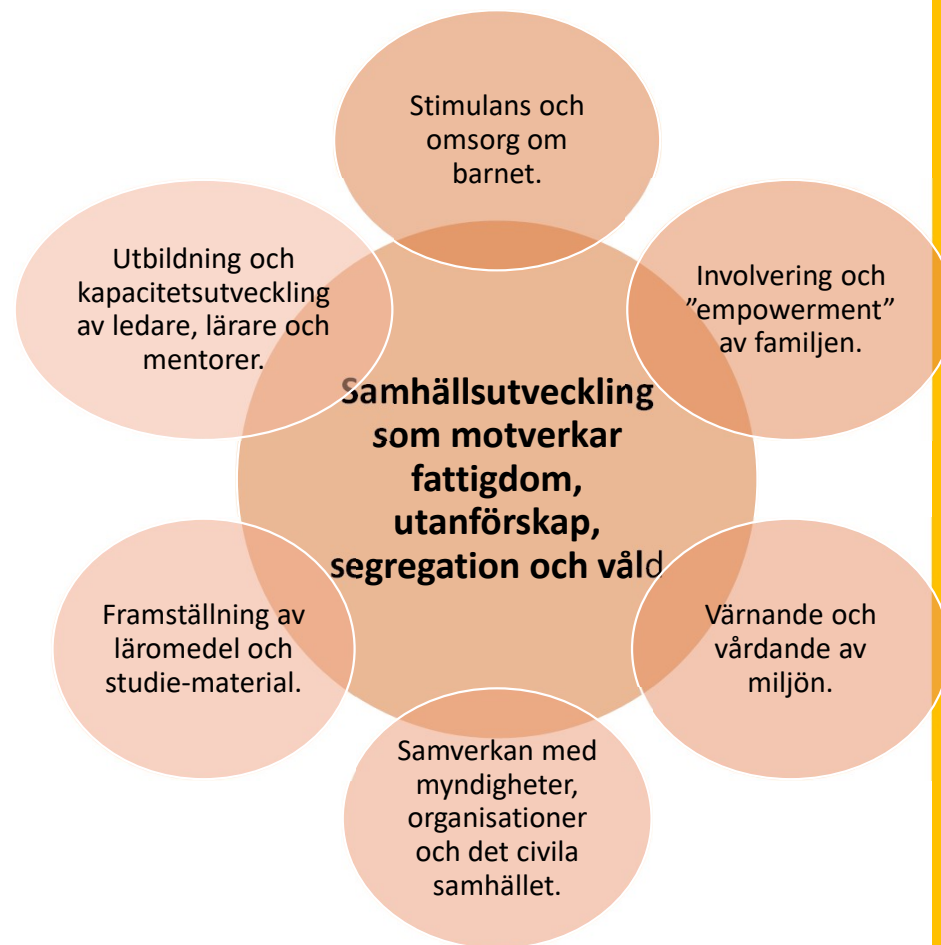 Stimulans och
omsorg om
barnet.
Involvering och
”empowerment”
av familjen.
Värnande och
vårdande av
miljön.
Samverkan med
myndigheter,
organisationer
och det civila
samhället.
Framställning av
läromedel och
studie-material.
Utbildning och
kapacitetsutveckling
av ledare, lärare och
mentorer.
Samhällsutveckling
som motverkar
fattigdom,
utanförskap,
segregation och våld